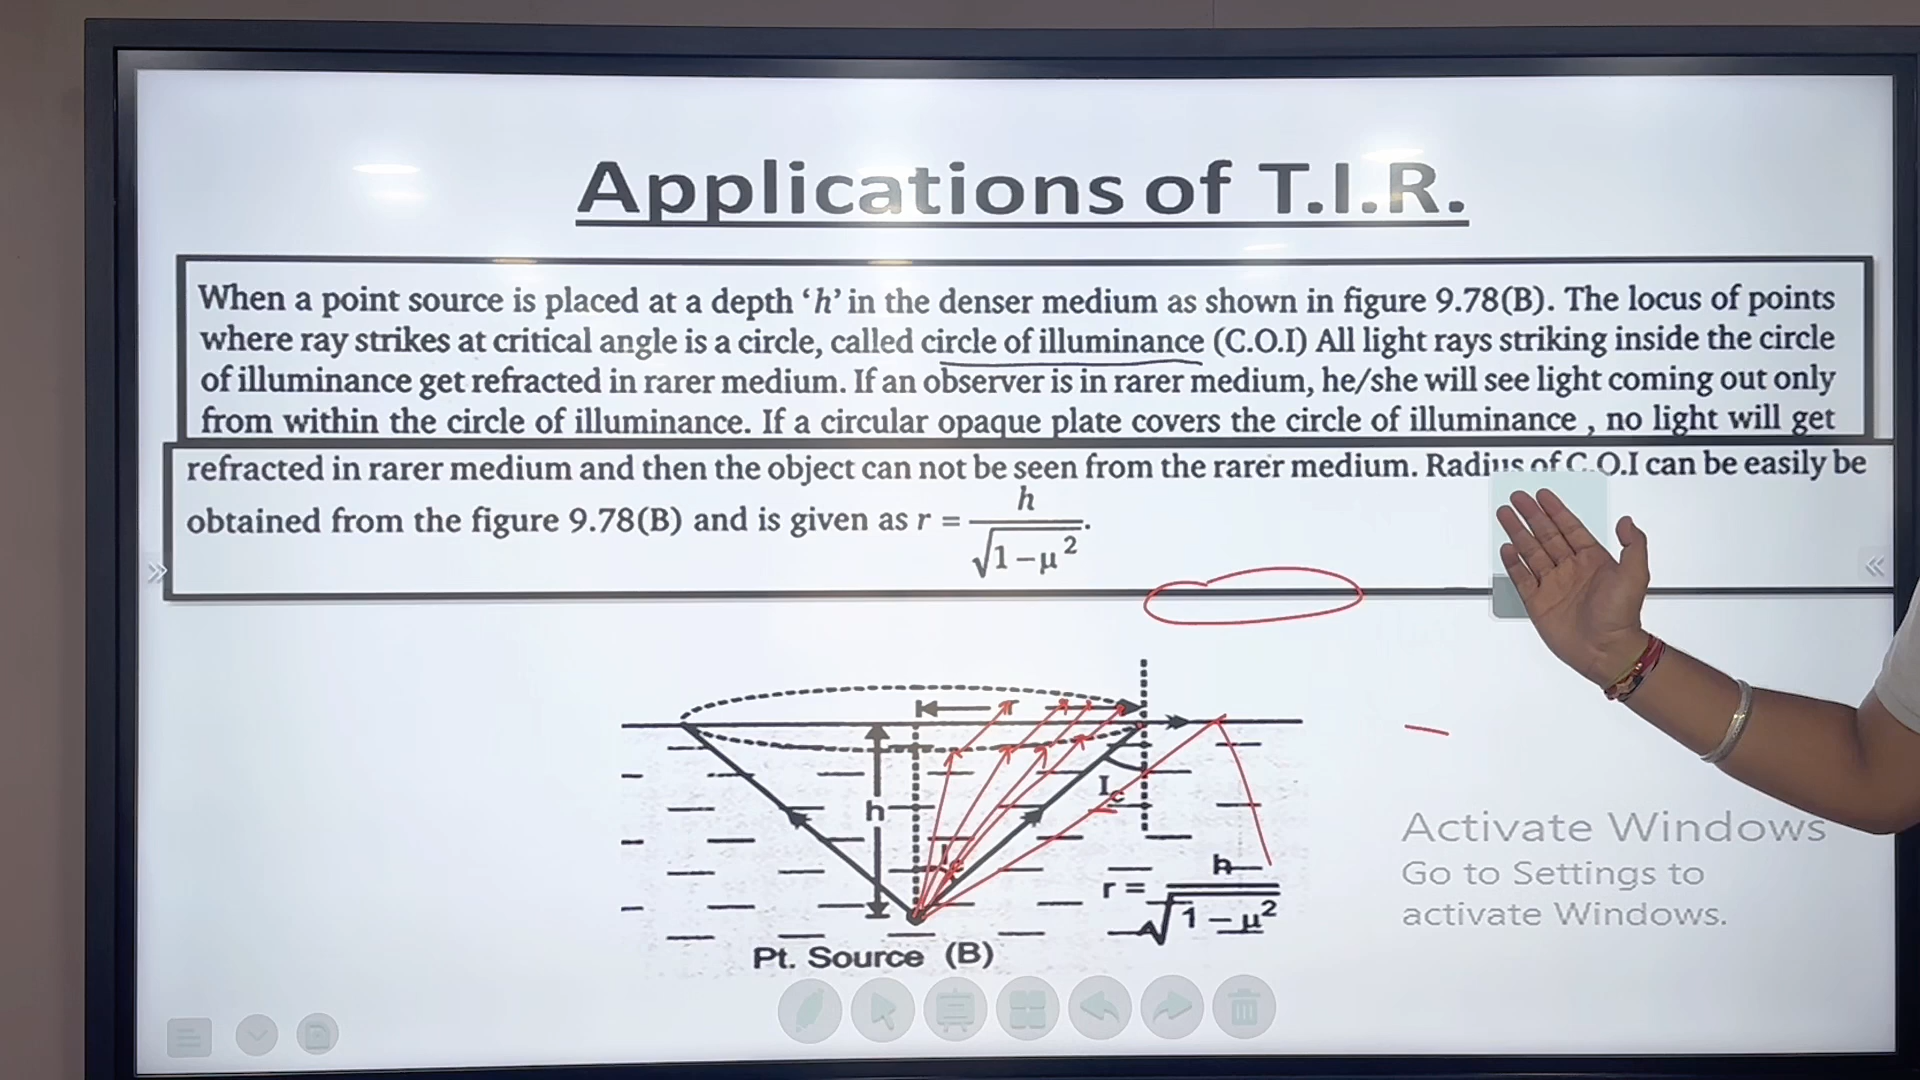 Applications of T.I.R.
When a point source is placed at a depth ‘h’ in the denser medium as shown in figure 9.78(B). The locus of points
where ray strikes at critical angle is a circle, called circle of illuminance (C.O.I) All light rays striking inside the circle
of illuminance get refracted in rarer medium. If an observer is in rarer medium, he/she will see light coming out only
from within the circle of illuminance. If a circular opaque plate covers the circle of illuminance , no light will get
refracted in rarer medium and then the object can not be seen from the rarer medium. Radius of C.O.I can be easily be
obtained from the figure 9.78(B) and is given as r = h / √(1 – μ²).
r
h
I_c
r = h / √(1 – μ²)
Pt. Source (B)
Activate Windows
Go to Settings to
activate Windows.